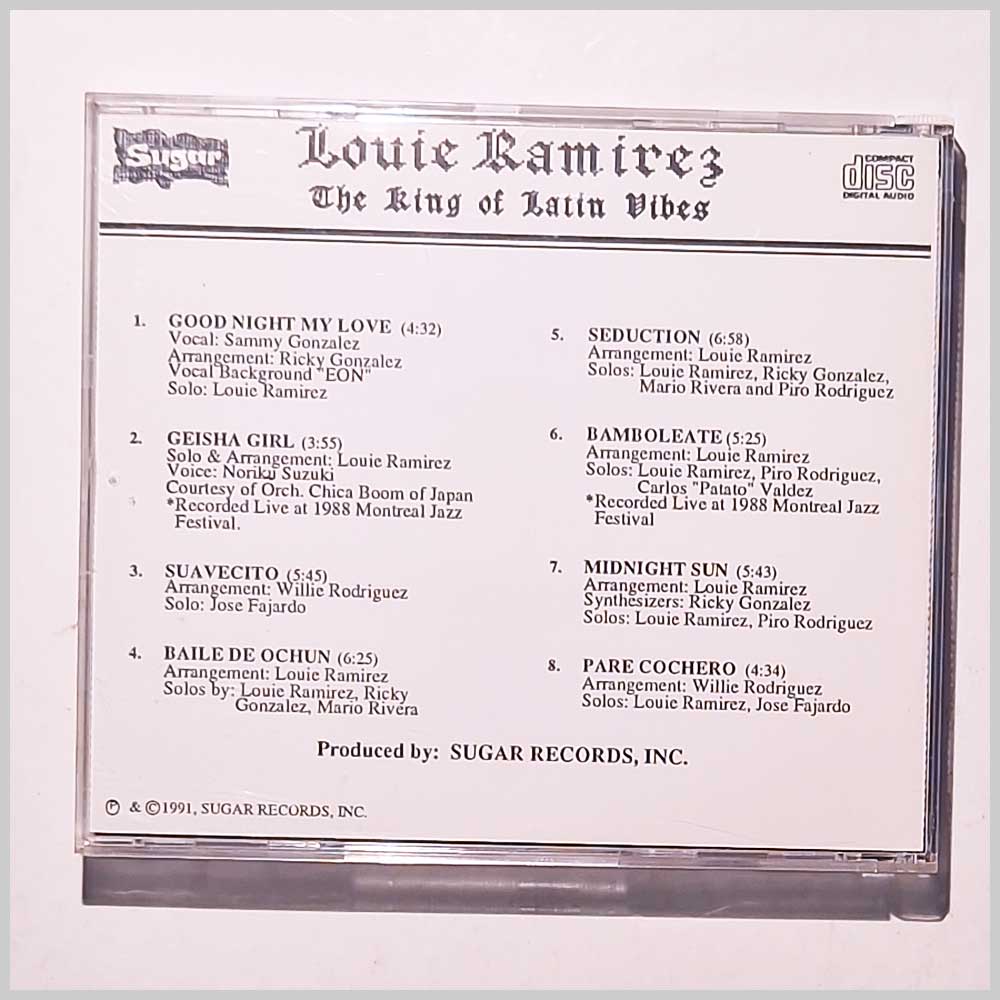 Sugar
Louie Ramirez
The King of Latin Vibes
COMPACT
disc
DIGITAL AUDIO
1. GOOD NIGHT MY LOVE (4:32)
Vocal: Sammy Gonzalez
Arrangement: Ricky Gonzalez
Vocal Background "EON"
Solo: Louie Ramirez
2. GEISHA GIRL (3:55)
Solo & Arrangement: Louie Ramirez
Voice: Noriku Suzuki
Courtesy of Orch. Chica Boom of Japan
*Recorded Live at 1988 Montreal Jazz
Festival.
3. SUAVECITO (5:45)
Arrangement: Willie Rodriguez
Solo: Jose Fajardo
4. BAILE DE OCHUN (6:25)
Arrangement: Louie Ramirez
Solos by: Louie Ramirez, Ricky
Gonzalez, Mario Rivera
5. SEDUCTION (6:58)
Arrangement: Louie Ramirez
Solos: Louie Ramirez, Ricky Gonzalez,
Mario Rivera and Piro Rodriguez
6. BAMBOLEATE (5:25)
Arrangement: Louie Ramirez
Solos: Louie Ramirez, Piro Rodriguez,
Carlos "Patato" Valdez
*Recorded Live at 1988 Montreal Jazz
Festival
7. MIDNIGHT SUN (5:43)
Arrangement: Louie Ramirez
Synthesizers: Ricky Gonzalez
Solos: Louie Ramirez, Piro Rodriguez
8. PARE COCHERO (4:34)
Arrangement: Willie Rodriguez
Solos: Louie Ramirez, Jose Fajardo
Produced by: SUGAR RECORDS, INC.
℗ & ©1991, SUGAR RECORDS, INC.